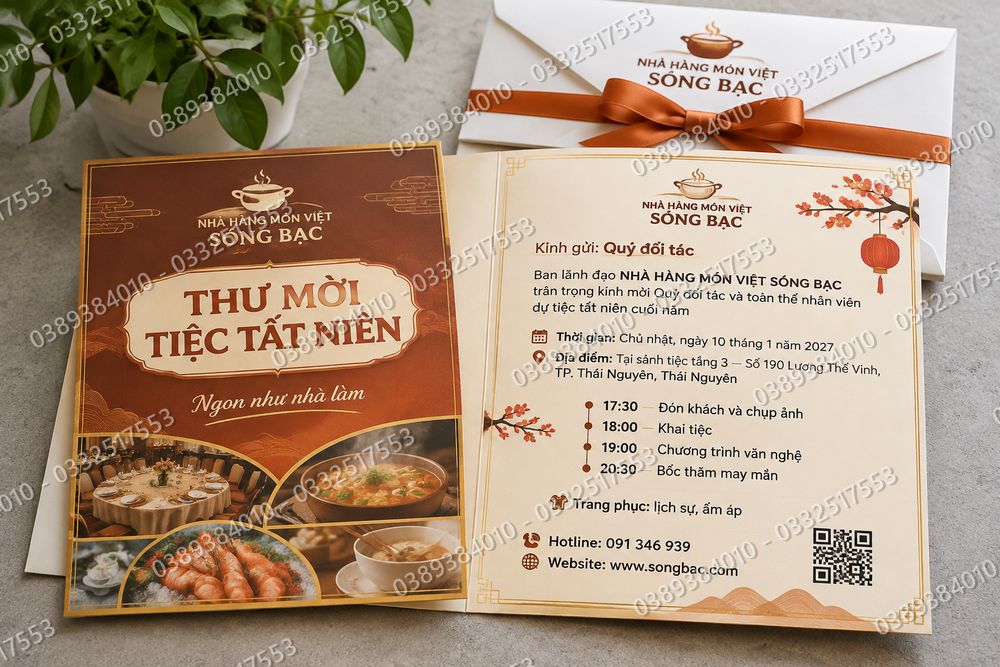 NHÀ HÀNG MÓN VIỆT
SÓNG BẠC
NHÀ HÀNG MÓN VIỆT
SÓNG BẠC
THƯ MỜI
TIỆC TẤT NIÊN
Ngon như nhà làm
NHÀ HÀNG MÓN VIỆT
SÓNG BẠC
Kính gửi: Quý đối tác
Ban lãnh đạo NHÀ HÀNG MÓN VIỆT SÓNG BẠC
trân trọng kính mời Quý đối tác và toàn thể nhân viên
dự tiệc tất niên cuối năm
Thời gian: Chủ nhật, ngày 10 tháng 1 năm 2027
Địa điểm: Tại sảnh tiệc tầng 3 — Số 190 Lương Thế Vinh,
TP. Thái Nguyên, Thái Nguyên
17:30 — Đón khách và chụp ảnh
18:00 — Khai tiệc
19:00 — Chương trình văn nghệ
20:30 — Bốc thăm may mắn
Trang phục: lịch sự, ấm áp
Hotline: 091 346 939
Website: www.songbac.com
0389384010 - 0332517553